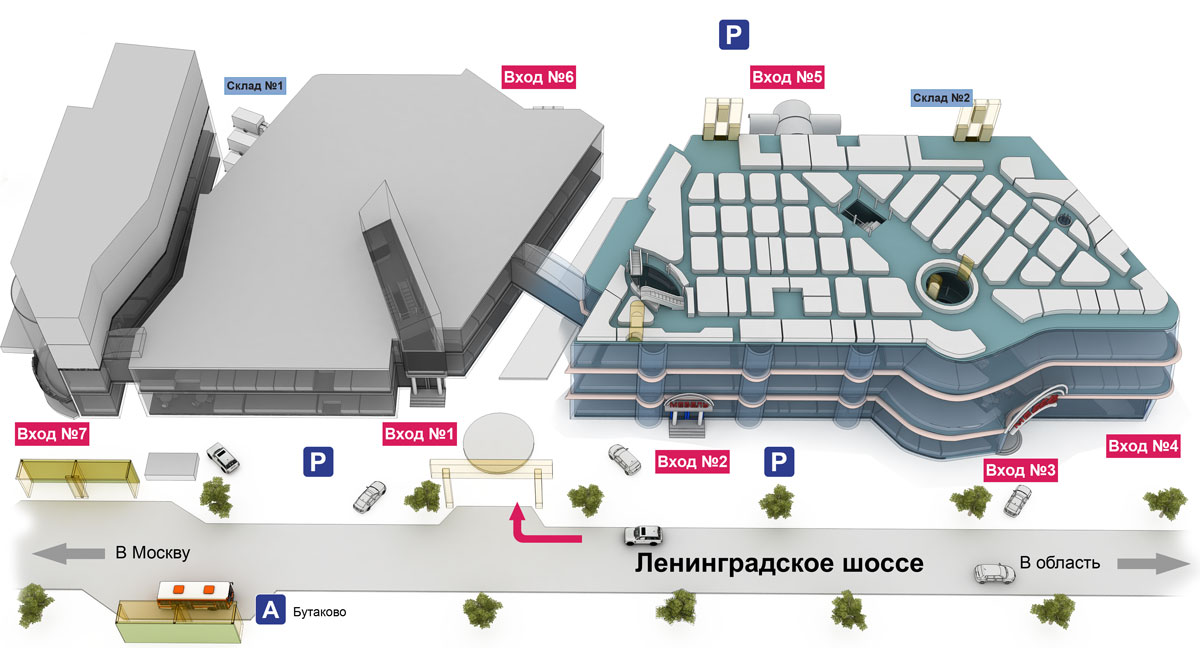 P
Склад №1
Вход №6
Вход №5
Склад №2
МЕБЕЛЬ
Вход №7
Вход №1
P
Вход №2
P
Вход №3
Вход №4
В Москву
Ленинградское шоссе
В область
A
Бутаково